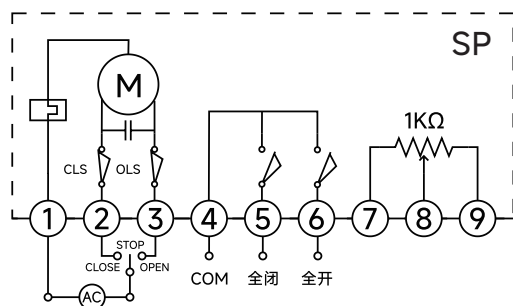 SP
M
1KΩ
CLS OLS
1 2 3 4 5 6 7 8 9
STOP
CLOSE OPEN
COM 全闭 全开
AC